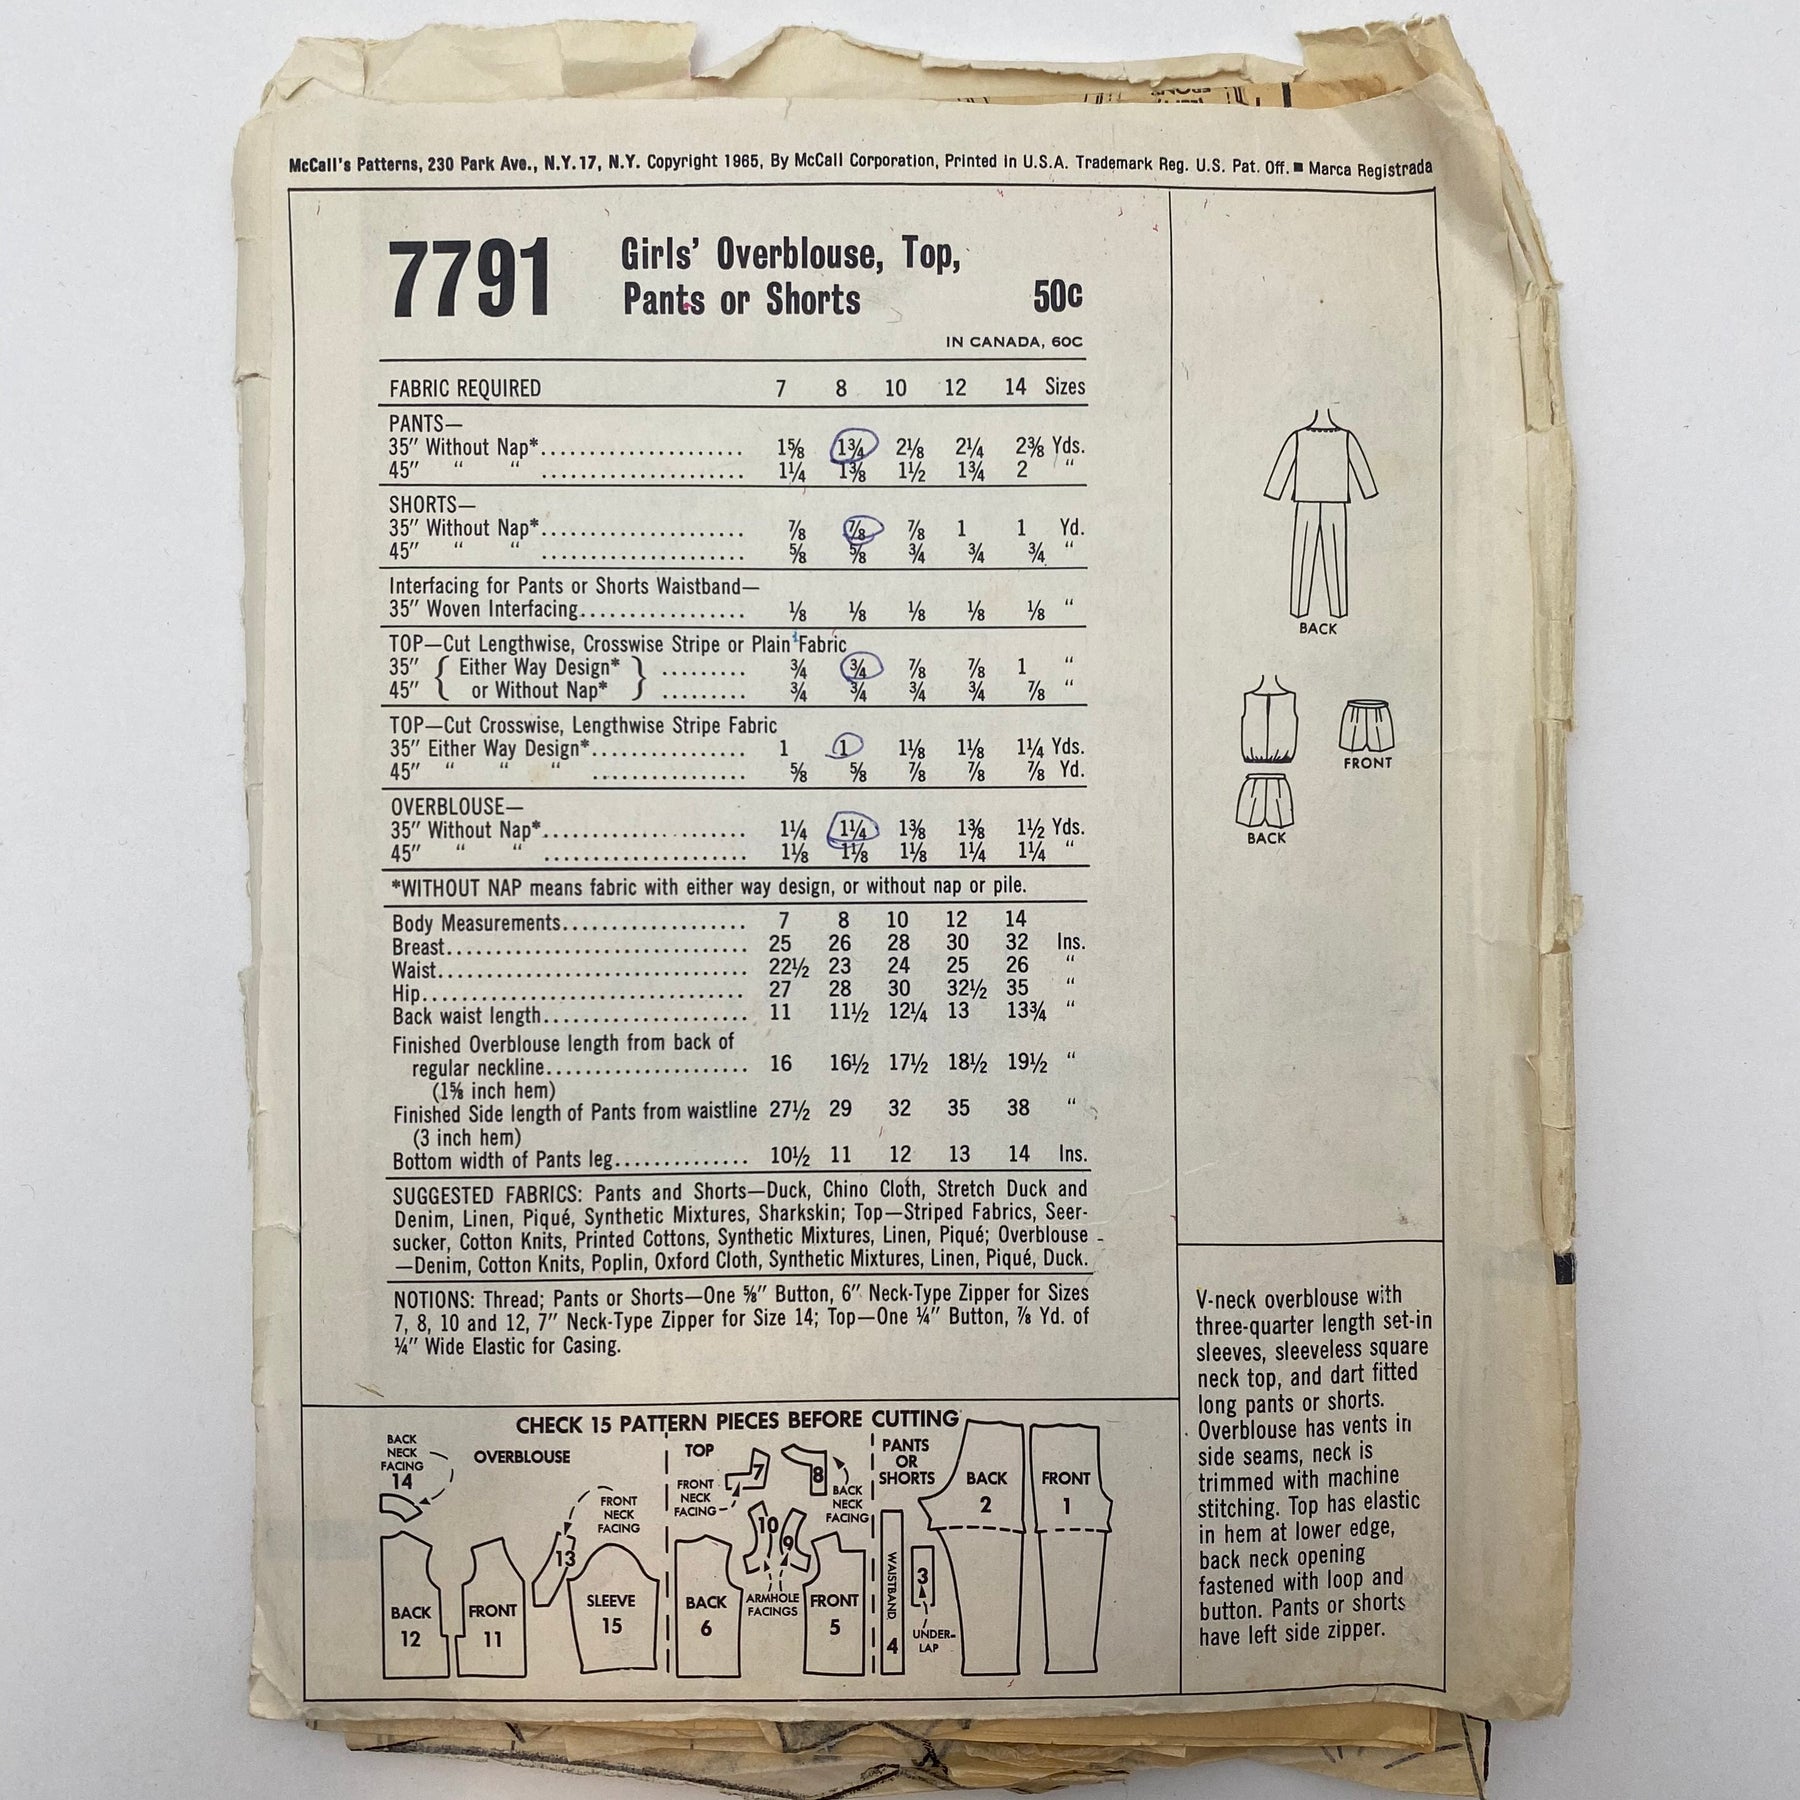 McCall's Patterns, 230 Park Ave., N.Y. 17, N.Y. Copyright 1965, By McCall Corporation, Printed in U.S.A. Trademark Reg. U.S. Pat. Off. ■ Marca Registrada
7791 Girls' Overblouse, Top,
Pants or Shorts 50c
IN CANADA, 60C
FABRIC REQUIRED 7 8 10 12 14 Sizes
PANTS—
35" Without Nap*...................... 1⅝ 1¾ 2⅛ 2¼ 2⅜ Yds.
45" " " ...................... 1¼ 1⅜ 1½ 1¾ 2 "
SHORTS—
35" Without Nap*...................... ⅞ ⅞ ⅞ 1 1 Yd.
45" " " ...................... ⅝ ⅝ ¾ ¾ ¾ "
Interfacing for Pants or Shorts Waistband—
35" Woven Interfacing.................. ⅛ ⅛ ⅛ ⅛ ⅛ "
TOP—Cut Lengthwise, Crosswise Stripe or Plain Fabric
35" { Either Way Design* } ......... ¾ ¾ ⅞ ⅞ 1 "
45" { or Without Nap* } ......... ¾ ¾ ¾ ¾ ⅞ "
TOP—Cut Crosswise, Lengthwise Stripe Fabric
35" Either Way Design*................. 1 1 1⅛ 1⅛ 1¼ Yds.
45" " " " ................. ⅝ ⅝ ⅞ ⅞ ⅞ Yd.
OVERBLOUSE—
35" Without Nap*...................... 1¼ 1¼ 1⅜ 1⅜ 1½ Yds.
45" " " ...................... 1⅛ 1⅛ 1⅛ 1¼ 1¼ "
*WITHOUT NAP means fabric with either way design, or without nap or pile.
Body Measurements.................... 7 8 10 12 14
Breast................................. 25 26 28 30 32 Ins.
Waist.................................. 22½ 23 24 25 26 "
Hip.................................... 27 28 30 32½ 35 "
Back waist length...................... 11 11½ 12¼ 13 13¾ "
Finished Overblouse length from back of
regular neckline...................... 16 16½ 17½ 18½ 19½ "
(1⅝ inch hem)
Finished Side length of Pants from waistline 27½ 29 32 35 38 "
(3 inch hem)
Bottom width of Pants leg.............. 10½ 11 12 13 14 Ins.
SUGGESTED FABRICS: Pants and Shorts—Duck, Chino Cloth, Stretch Duck and
Denim, Linen, Piqué, Synthetic Mixtures, Sharkskin; Top—Striped Fabrics, Seer-
sucker, Cotton Knits, Printed Cottons, Synthetic Mixtures, Linen, Piqué; Overblouse
—Denim, Cotton Knits, Poplin, Oxford Cloth, Synthetic Mixtures, Linen, Piqué, Duck.
NOTIONS: Thread; Pants or Shorts—One ⅝" Button, 6" Neck-Type Zipper for Sizes
7, 8, 10 and 12, 7" Neck-Type Zipper for Size 14; Top—One ¼" Button, ⅞ Yd. of
¼" Wide Elastic for Casing.
BACK
FRONT
BACK
V-neck overblouse with
three-quarter length set-in
sleeves, sleeveless square
neck top, and dart fitted
long pants or shorts.
Overblouse has vents in
side seams, neck is
trimmed with machine
stitching. Top has elastic
in hem at lower edge,
back neck opening
fastened with loop and
button. Pants or shorts
have left side zipper.
CHECK 15 PATTERN PIECES BEFORE CUTTING
OVERBLOUSE
BACK
NECK
FACING
14
FRONT
NECK
FACING
13
BACK
12
FRONT
11
SLEEVE
15
TOP
FRONT
NECK
FACING
7
8
BACK
NECK
FACING
10
9
ARMHOLE
FACINGS
BACK
6
FRONT
5
PANTS
OR
SHORTS
WAISTBAND
4
3
UNDER-
LAP
BACK
2
FRONT
1